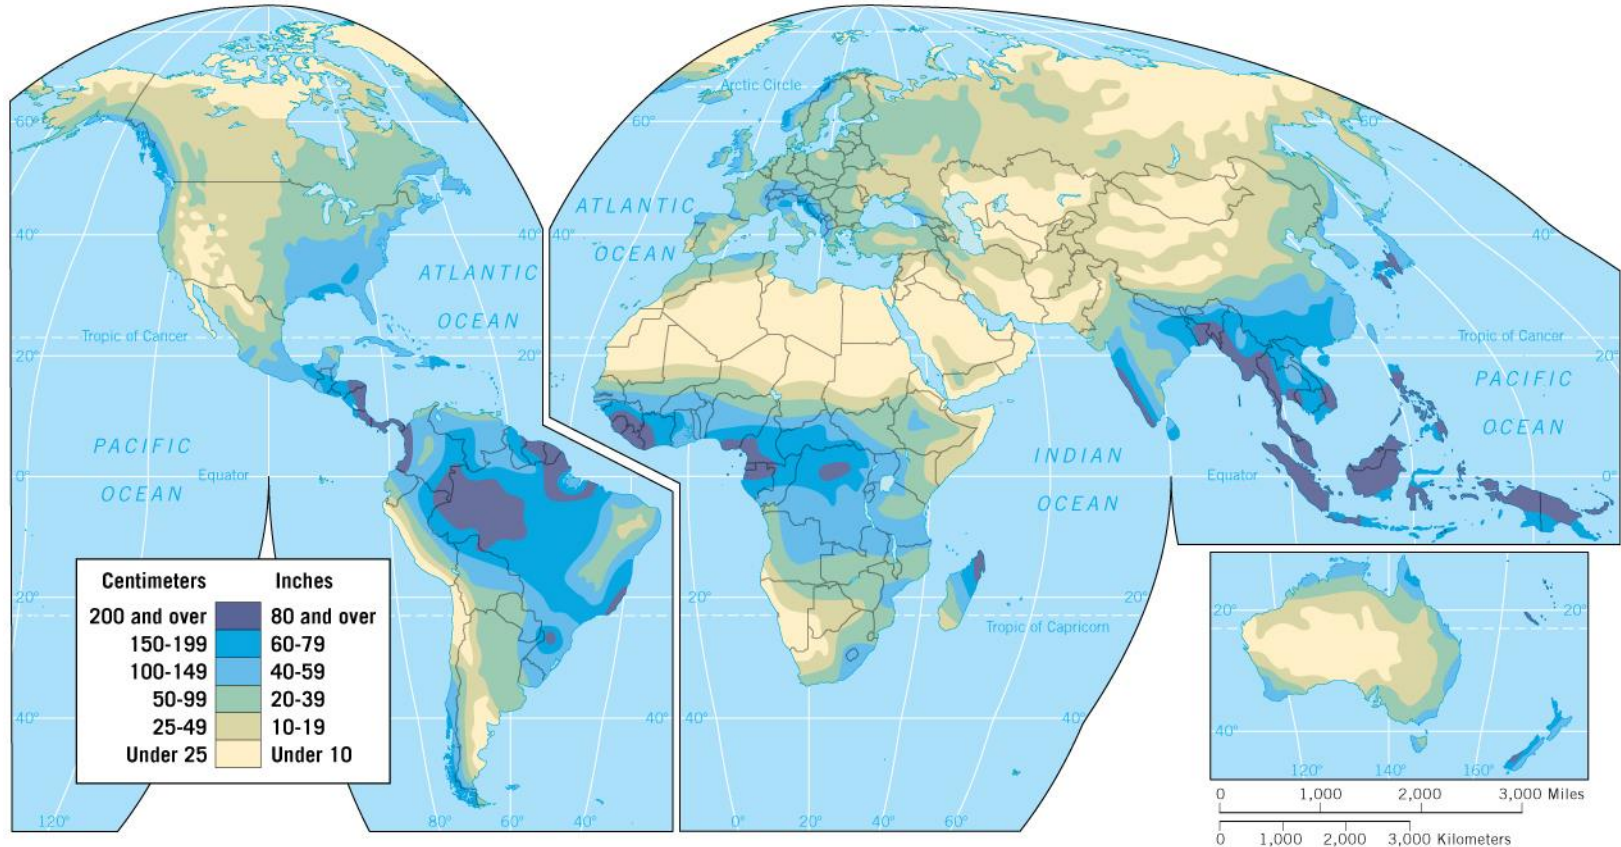 Arctic Circle
60°
60°
60°
ATLANTIC
OCEAN
40°
40°
40°
40°
ATLANTIC
OCEAN
Tropic of Cancer
Tropic of Cancer
20°
20°
20°
PACIFIC
OCEAN
PACIFIC
OCEAN
Equator
0°
INDIAN
OCEAN
Equator
0°
Centimeters Inches
200 and over 80 and over
150-199 60-79
100-149 40-59
50-99 20-39
25-49 10-19
Under 25 Under 10
20°
20°
20°
20°
20°
20°
Tropic of Capricorn
40°
40°
40°
40°
40°
120° 140° 160°
120° 80° 60° 40° 0° 20° 40° 60°
0 1,000 2,000 3,000 Miles
0 1,000 2,000 3,000 Kilometers